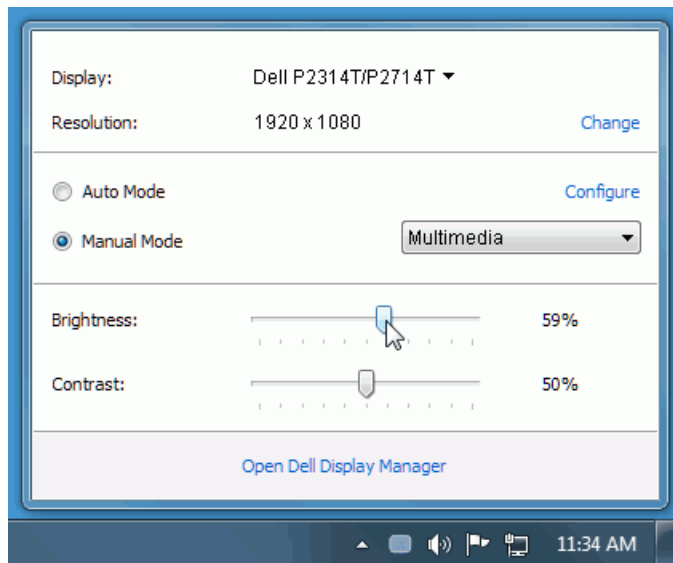 Display: Dell P2314T/P2714T
Resolution: 1920 x 1080 Change
Auto Mode Configure
Manual Mode Multimedia
Brightness: 59%
Contrast: 50%
Open Dell Display Manager
11:34 AM